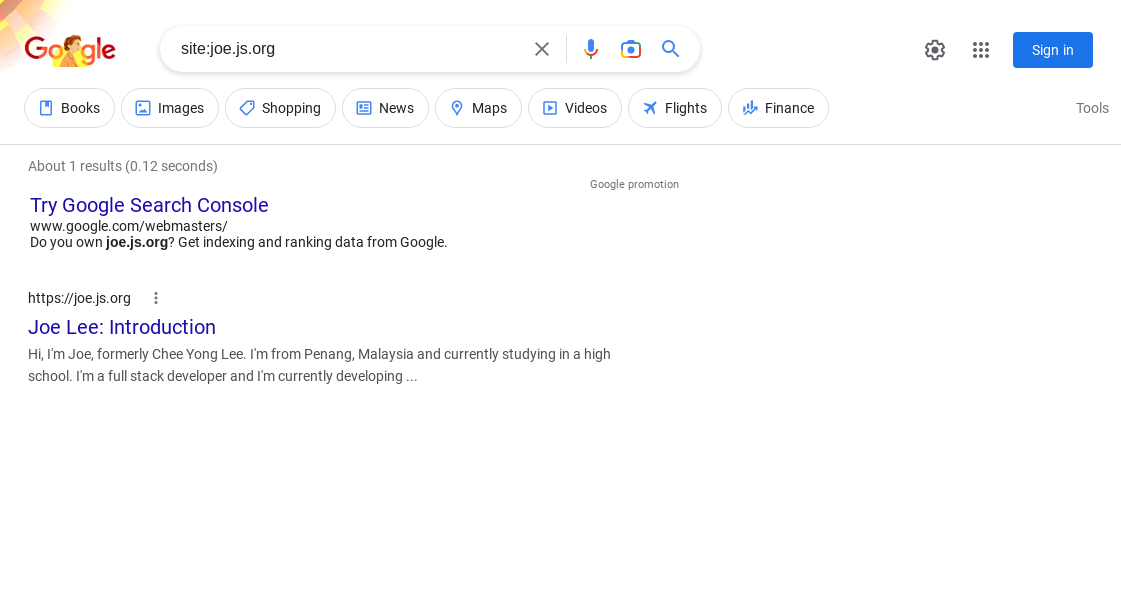 Google
site:joe.js.org
Sign in
Books
Images
Shopping
News
Maps
Videos
Flights
Finance
Tools
About 1 results (0.12 seconds)
Google promotion
Try Google Search Console
www.google.com/webmasters/
Do you own joe.js.org? Get indexing and ranking data from Google.
https://joe.js.org
Joe Lee: Introduction
Hi, I'm Joe, formerly Chee Yong Lee. I'm from Penang, Malaysia and currently studying in a high
school. I'm a full stack developer and I'm currently developing ...